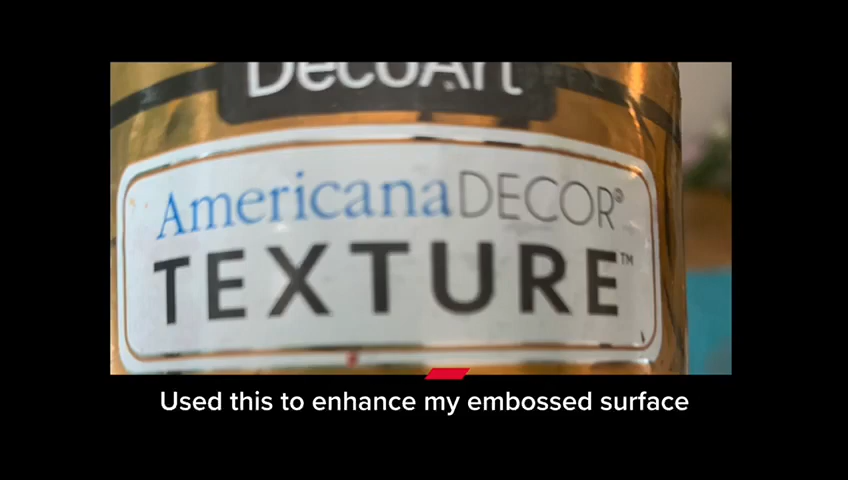 DecoArt
AmericanaDECOR®
TEXTURE™
Used this to enhance my embossed surface